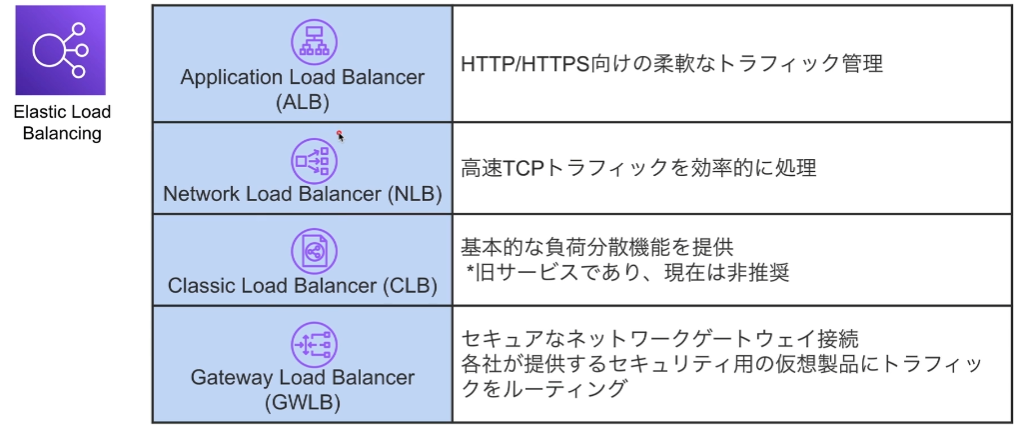 Elastic Load
Balancing
Application Load Balancer
(ALB)
HTTP/HTTPS向けの柔軟なトラフィック管理
Network Load Balancer (NLB)
高速TCPトラフィックを効率的に処理
Classic Load Balancer (CLB)
基本的な負荷分散機能を提供
*旧サービスであり、現在は非推奨
Gateway Load Balancer
(GWLB)
セキュアなネットワークゲートウェイ接続
各社が提供するセキュリティ用の仮想製品にトラフィッ
クをルーティング